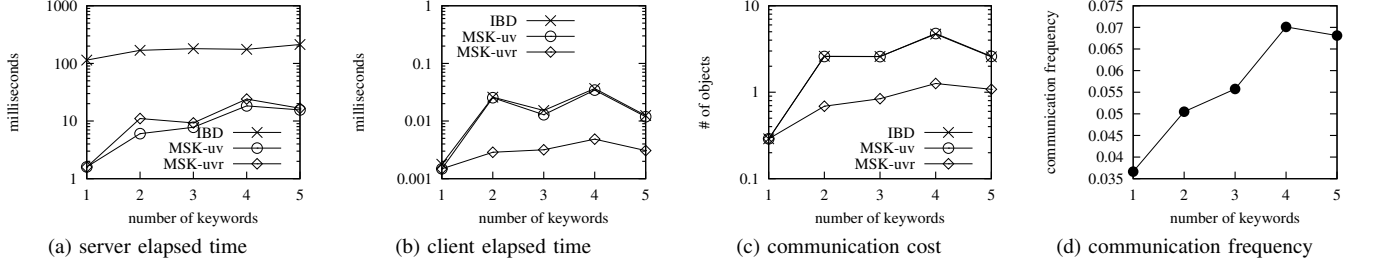 1000
100
10
1
milliseconds
IBD
MSK-uv
MSK-uvr
1 2 3 4 5
number of keywords
(a) server elapsed time
1
0.1
0.01
0.001
milliseconds
IBD
MSK-uv
MSK-uvr
1 2 3 4 5
number of keywords
(b) client elapsed time
10
1
0.1
# of objects
IBD
MSK-uv
MSK-uvr
1 2 3 4 5
number of keywords
(c) communication cost
0.075
0.07
0.065
0.06
0.055
0.05
0.045
0.04
0.035
communication frequency
1 2 3 4 5
number of keywords
(d) communication frequency